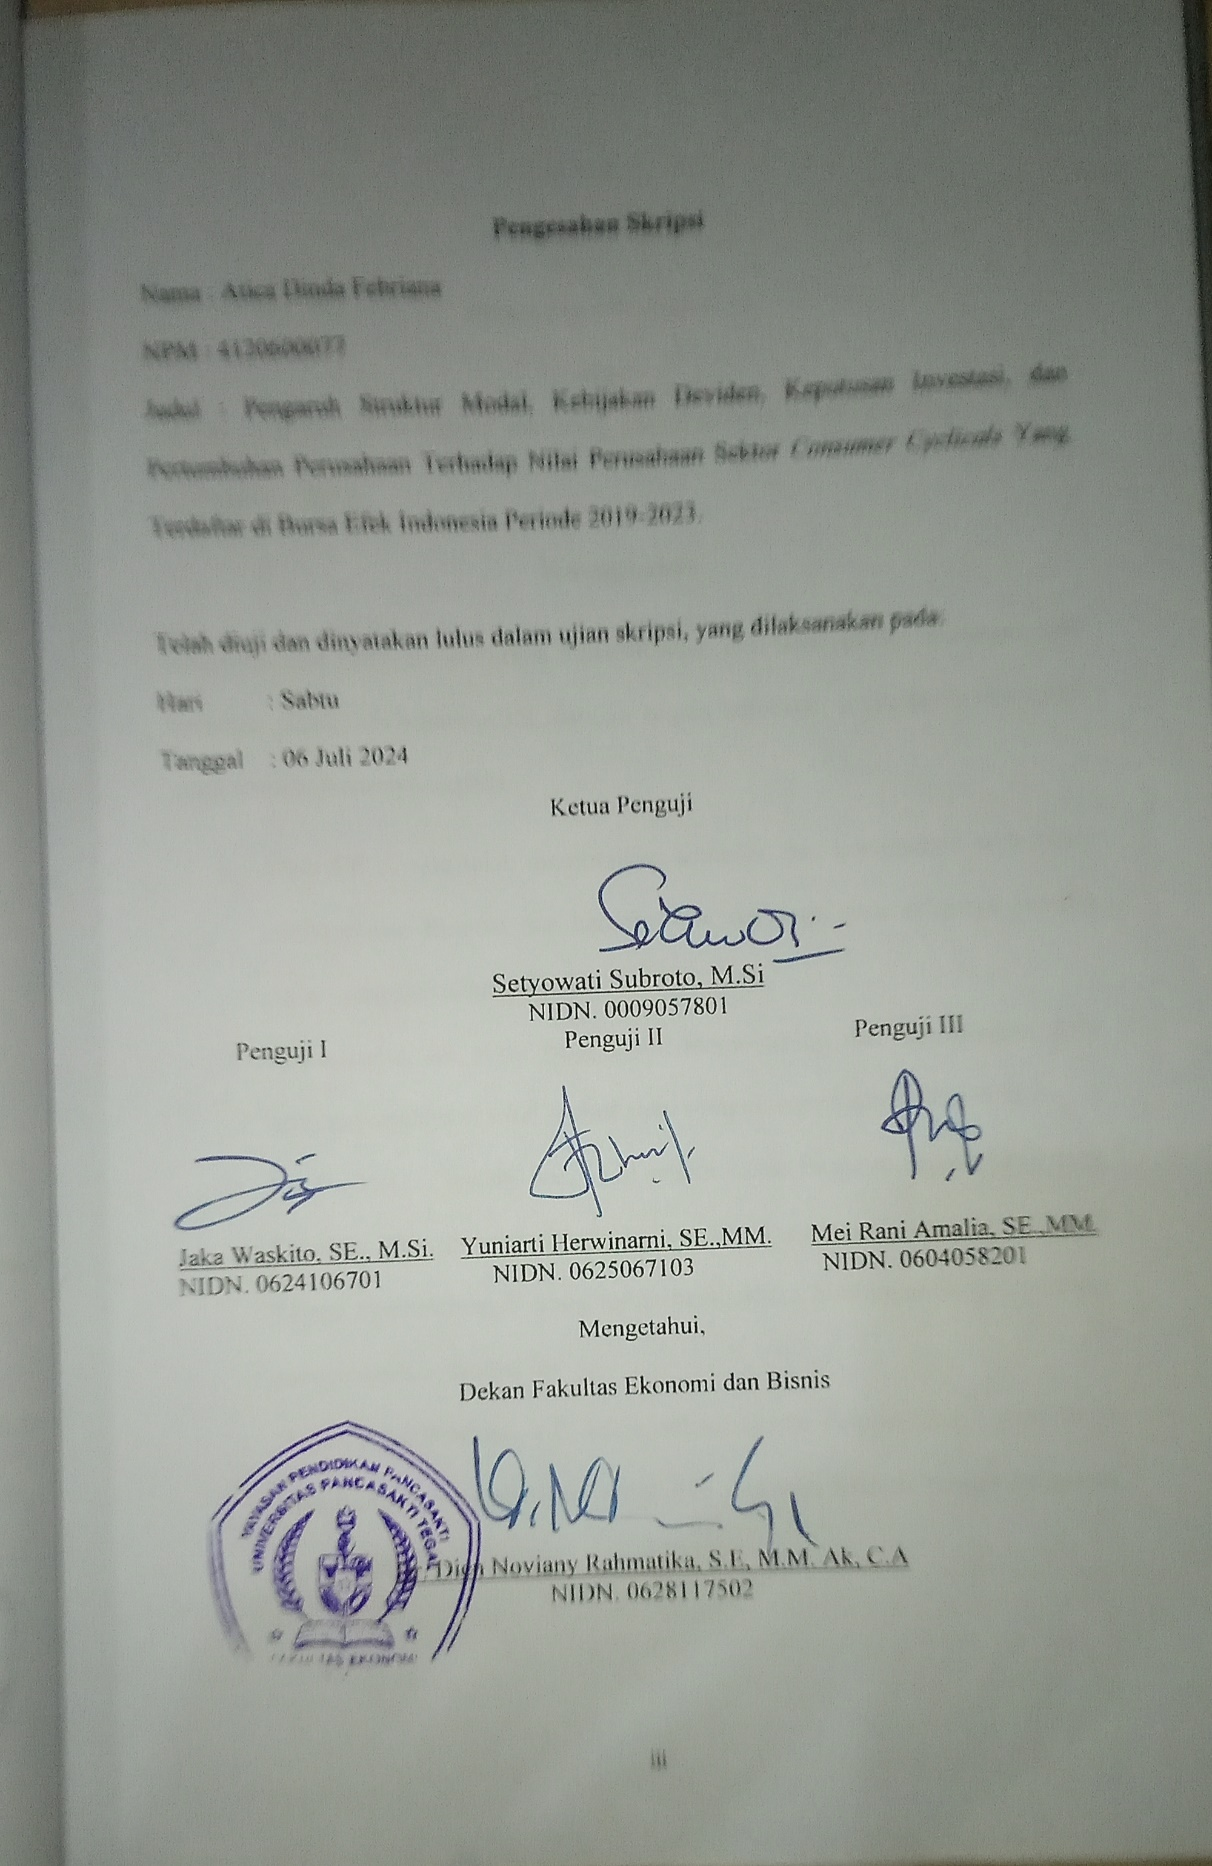 Pengesahan Skripsi
Nama : Atica Dinda Febriana
NPM : 4120600077
Judul : Pengaruh Struktur Modal, Kebijakan Deviden, Keputusan Investasi, dan
Pertumbuhan Perusahaan Terhadap Nilai Perusahaan Sektor Consumer Cyclicals Yang
Terdaftar di Bursa Efek Indonesia Periode 2019-2023.
Telah diuji dan dinyatakan lulus dalam ujian skripsi, yang dilaksanakan pada:
Hari : Sabtu
Tanggal : 06 Juli 2024
Ketua Penguji
Setyowati Subroto, M.Si
NIDN. 0009057801
Penguji I Penguji II Penguji III
Jaka Waskito, SE., M.Si. Yuniarti Herwinarni, SE.,MM. Mei Rani Amalia, SE.,MM.
NIDN. 0624106701 NIDN. 0625067103 NIDN. 0604058201
Mengetahui,
Dekan Fakultas Ekonomi dan Bisnis
YAYASAN PENDIDIKAN PANCASAKTI
UNIVERSITAS PANCASAKTI TEGAL
FAKULTAS EKONOMI
Dien Noviany Rahmatika, S.E, M.M. Ak, C.A
NIDN. 0628117502
iii